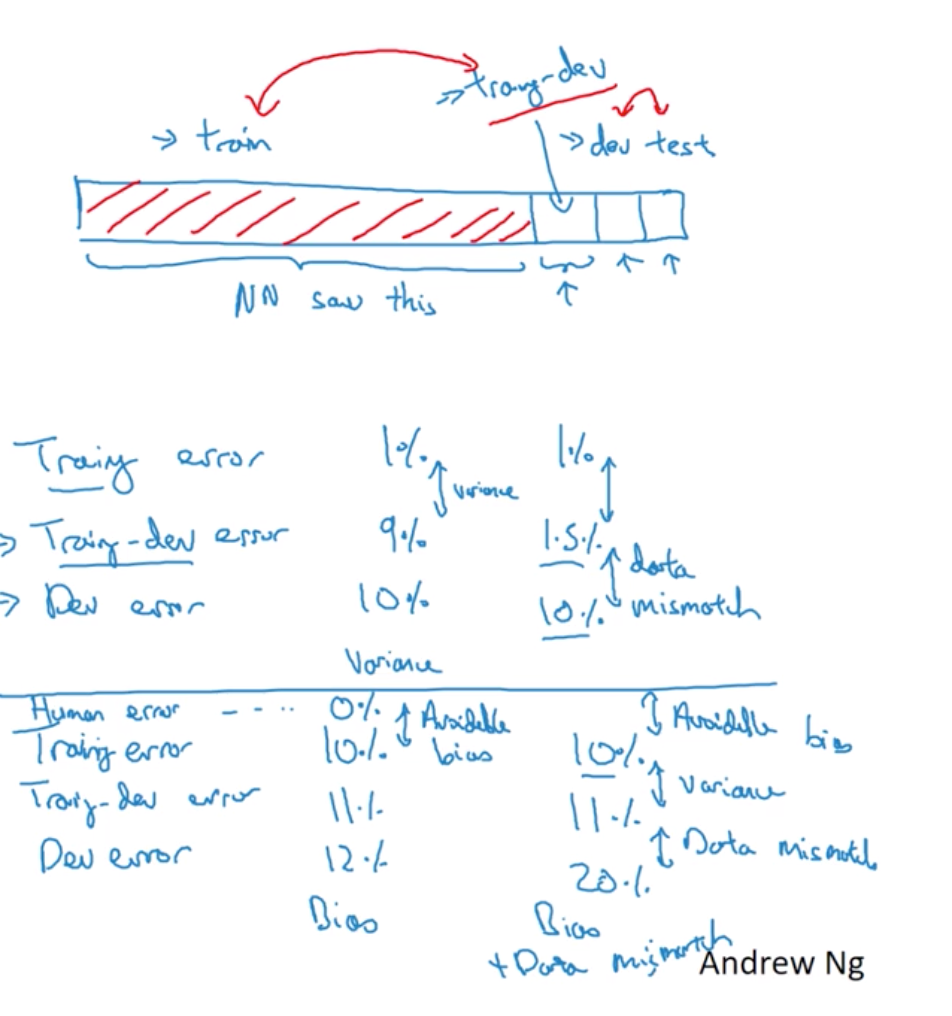 → train
→ traing-dev
→ dev test
NN saw this
Traing error 1% 1%
variance
→ Traing-dev error 9% 1.5%
data mismatch
→ Dev error 10% 10%
Variance
Human error ---- 0% Avoidable bias Avoidable bias
Traing error 10% 10%
Variance
Traing-dev error 11% 11%
Data mismatch
Dev error 12% 20%
Bias Bias
+ Data mismatch
Andrew Ng